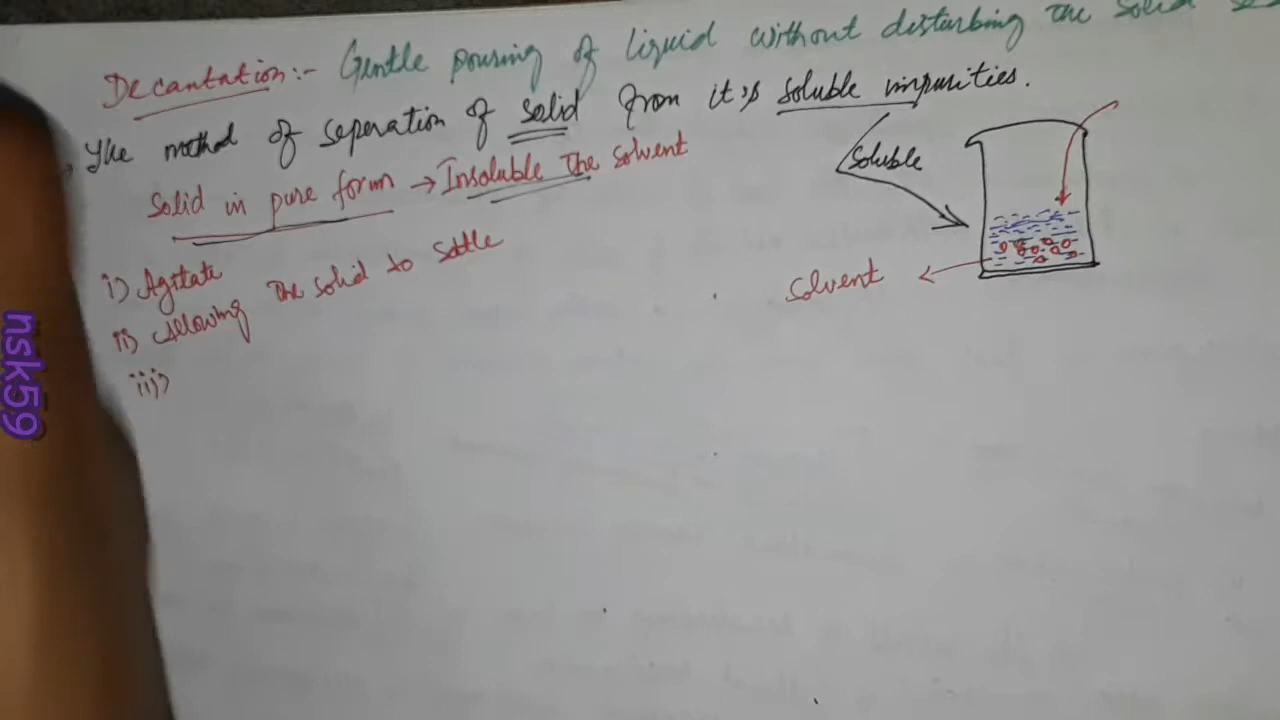 Decantation:- Gentle pouring of liquid without disturbing the solid
The method of seperation of solid from it's soluble impurities.
Solid in pure form → Insoluble the solvent
i) Agitate
ii) Allowing the solid to settle
iii)
Soluble
Solvent
nsk59